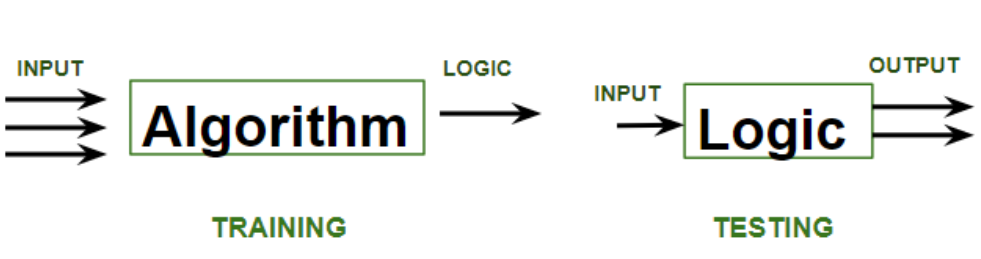 INPUT
Algorithm
LOGIC
TRAINING
INPUT
Logic
OUTPUT
TESTING